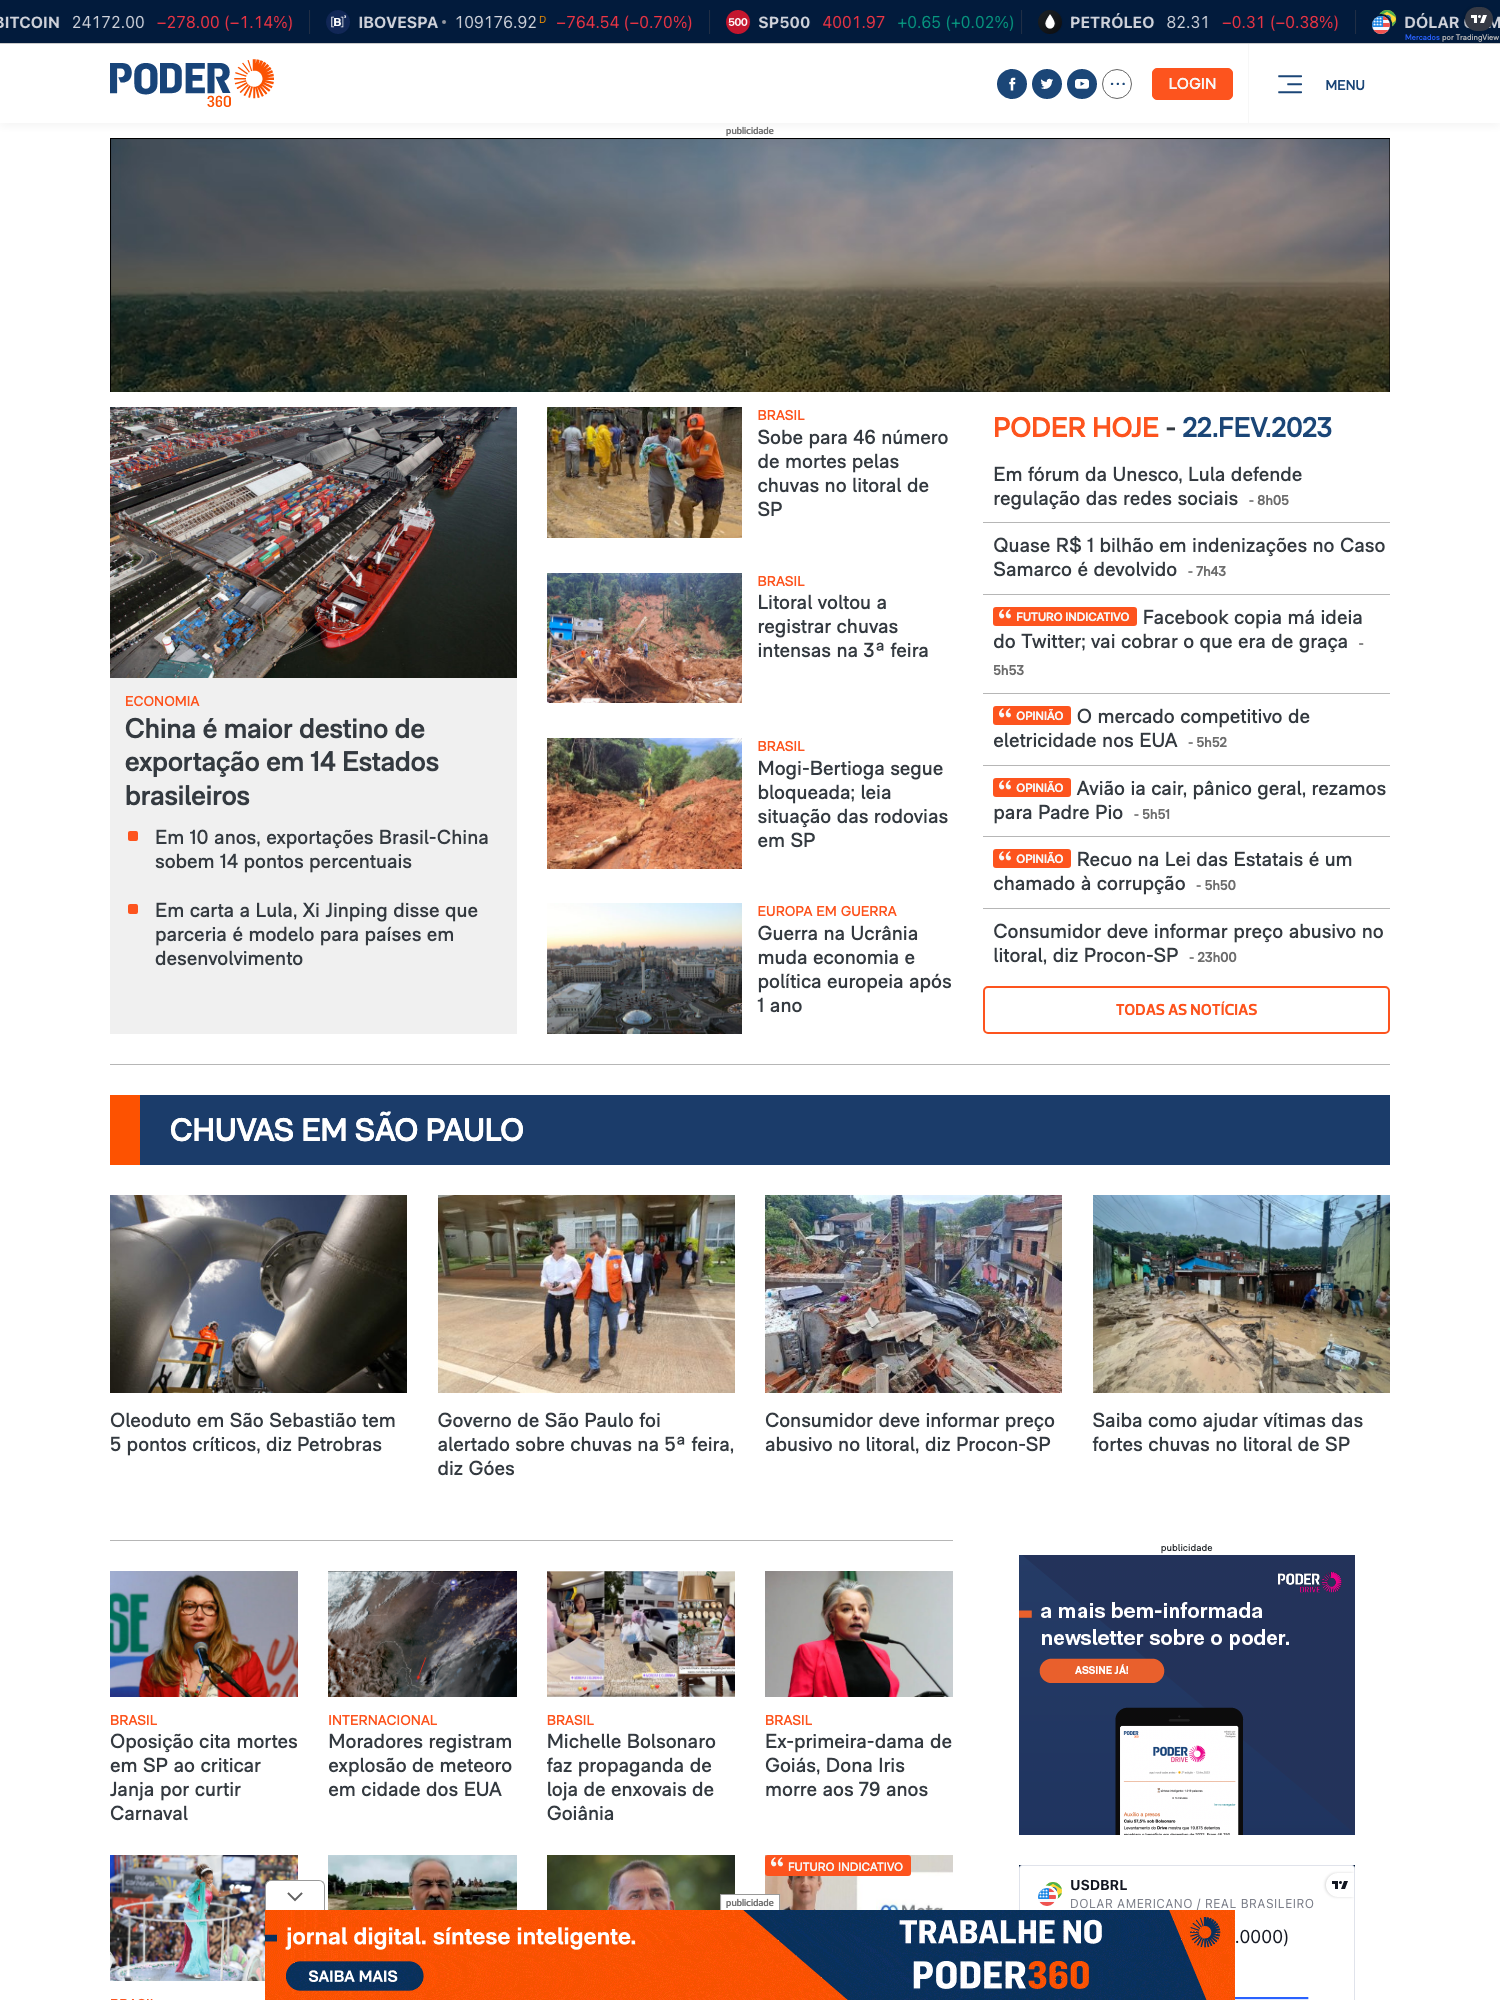 BITCOIN 24172.00 −278.00 (−1.14%) IBOVESPA 109176.92 D −764.54 (−0.70%) 500 SP500 4001.97 +0.65 (+0.02%) PETRÓLEO 82.31 −0.31 (−0.38%) DÓLAR
Mercados por TradingView
PODER
360
LOGIN
MENU
publicidade
ECONOMIA
China é maior destino de
exportação em 14 Estados
brasileiros
Em 10 anos, exportações Brasil-China
sobem 14 pontos percentuais
Em carta a Lula, Xi Jinping disse que
parceria é modelo para países em
desenvolvimento
BRASIL
Sobe para 46 número
de mortes pelas
chuvas no litoral de
SP
BRASIL
Litoral voltou a
registrar chuvas
intensas na 3ª feira
BRASIL
Mogi-Bertioga segue
bloqueada; leia
situação das rodovias
em SP
EUROPA EM GUERRA
Guerra na Ucrânia
muda economia e
política europeia após
1 ano
PODER HOJE - 22.FEV.2023
Em fórum da Unesco, Lula defende
regulação das redes sociais - 8h05
Quase R$ 1 bilhão em indenizações no Caso
Samarco é devolvido - 7h43
“ FUTURO INDICATIVO Facebook copia má ideia
do Twitter; vai cobrar o que era de graça -
5h53
“ OPINIÃO O mercado competitivo de
eletricidade nos EUA - 5h52
“ OPINIÃO Avião ia cair, pânico geral, rezamos
para Padre Pio - 5h51
“ OPINIÃO Recuo na Lei das Estatais é um
chamado à corrupção - 5h50
Consumidor deve informar preço abusivo no
litoral, diz Procon-SP - 23h00
TODAS AS NOTÍCIAS
CHUVAS EM SÃO PAULO
Oleoduto em São Sebastião tem
5 pontos críticos, diz Petrobras
Governo de São Paulo foi
alertado sobre chuvas na 5ª feira,
diz Góes
Consumidor deve informar preço
abusivo no litoral, diz Procon-SP
Saiba como ajudar vítimas das
fortes chuvas no litoral de SP
BRASIL
Oposição cita mortes
em SP ao criticar
Janja por curtir
Carnaval
INTERNACIONAL
Moradores registram
explosão de meteoro
em cidade dos EUA
BRASIL
Michelle Bolsonaro
faz propaganda de
loja de enxovais de
Goiânia
BRASIL
Ex-primeira-dama de
Goiás, Dona Iris
morre aos 79 anos
publicidade
PODER
DRIVE
a mais bem-informada
newsletter sobre o poder.
ASSINE JÁ!
PODER
DRIVE
Auxílio a presos
Caiu 57,5% sob Bolsonaro
“ FUTURO INDICATIVO
Meta
USDBRL
DOLAR AMERICANO / REAL BRASILEIRO
.0000)
publicidade
jornal digital. síntese inteligente.
SAIBA MAIS
TRABALHE NO
PODER360